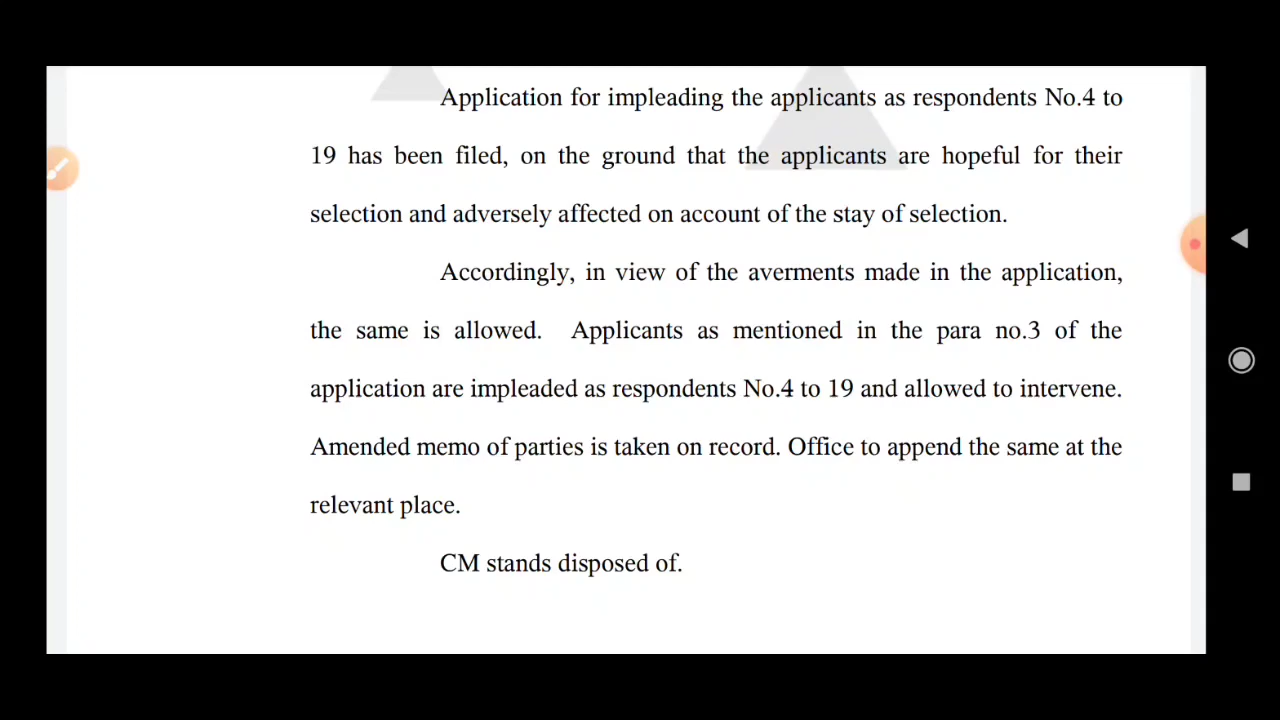 Application for impleading the applicants as respondents No.4 to
19 has been filed, on the ground that the applicants are hopeful for their
selection and adversely affected on account of the stay of selection.
Accordingly, in view of the averments made in the application,
the same is allowed. Applicants as mentioned in the para no.3 of the
application are impleaded as respondents No.4 to 19 and allowed to intervene.
Amended memo of parties is taken on record. Office to append the same at the
relevant place.
CM stands disposed of.